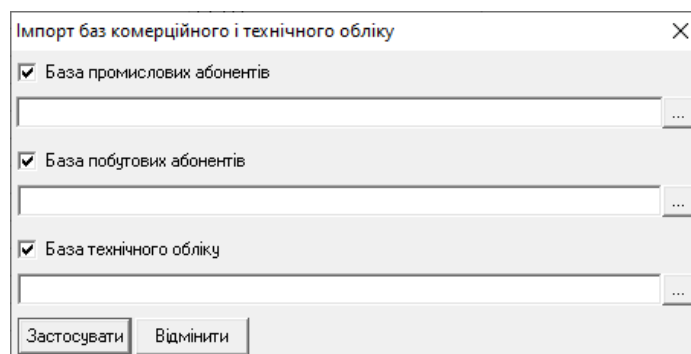 Імпорт баз комерційного і технічного обліку
База промислових абонентів
...
База побутових абонентів
...
База технічного обліку
...
Застосувати Відмінити